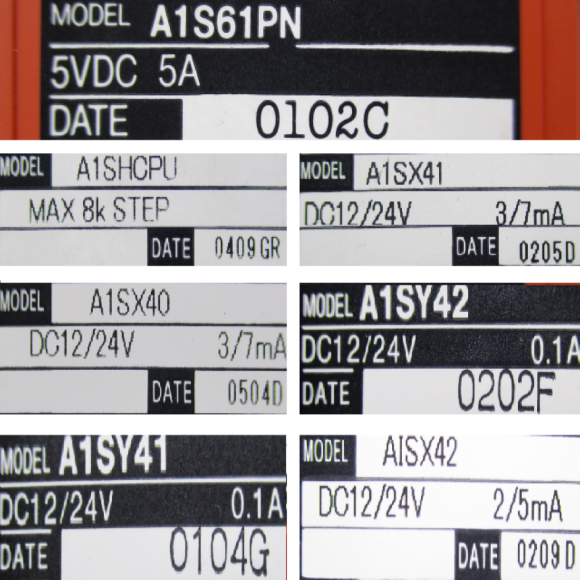 MODEL A1S61PN
5VDC 5A
DATE 0102C
MODEL A1SHCPU
MAX 8k STEP
DATE 0409GR
MODEL A1SX41
DC12/24V 3/7mA
DATE 0205D
MODEL A1SX40
DC12/24V 3/7mA
DATE 0504D
MODEL A1SY42
DC12/24V 0.1A
DATE 0202F
MODEL A1SY41
DC12/24V 0.1A
DATE 0104G
MODEL AISX42
DC12/24V 2/5mA
DATE 0209D